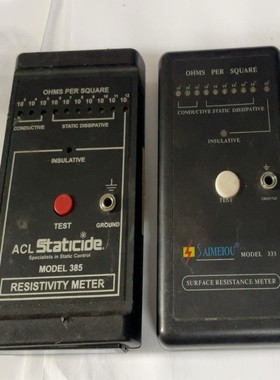 OHMS PER SQUARE
CONDUCTIVE STATIC DISSIPATIVE
INSULATIVE
TEST
GROUND
ACL Staticide®
Specialists in Static Control
MODEL 385
RESISTIVITY METER
OHMS PER SQUARE
CONDUCTIVE STATIC DISSIPATIVE
INSULATIVE
TEST
AIMEIOU MODEL 333
SURFACE RESISTANCE METER